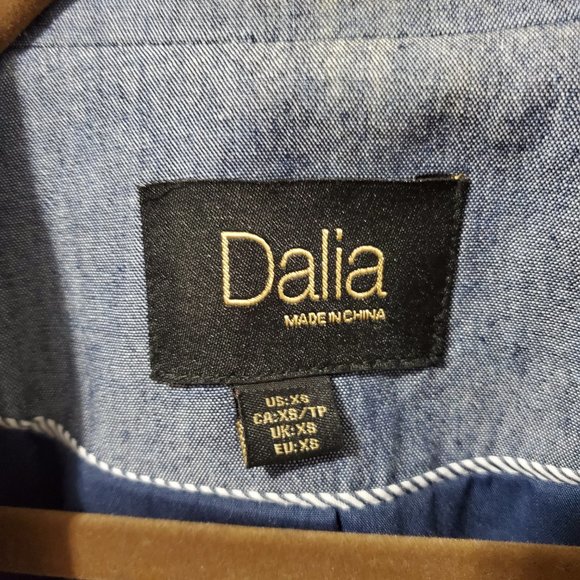 Dalia
MADE IN CHINA
US:XS
CA:XS/TP
UK:XS
EU:XS